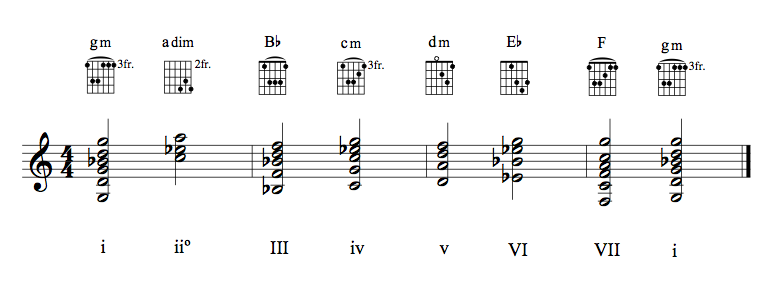 gm adim B♭ cm dm E♭ F gm
3fr. 2fr. 3fr. 3fr.
4
4
i ii° III iv v VI VII i